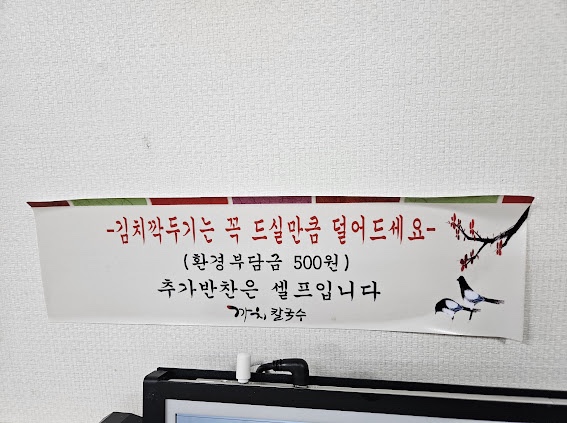 -김치깍두기는 꼭 드실만큼 덜어드세요-
(환경부담금 500원)
추가반찬은 셀프입니다
까치 칼국수